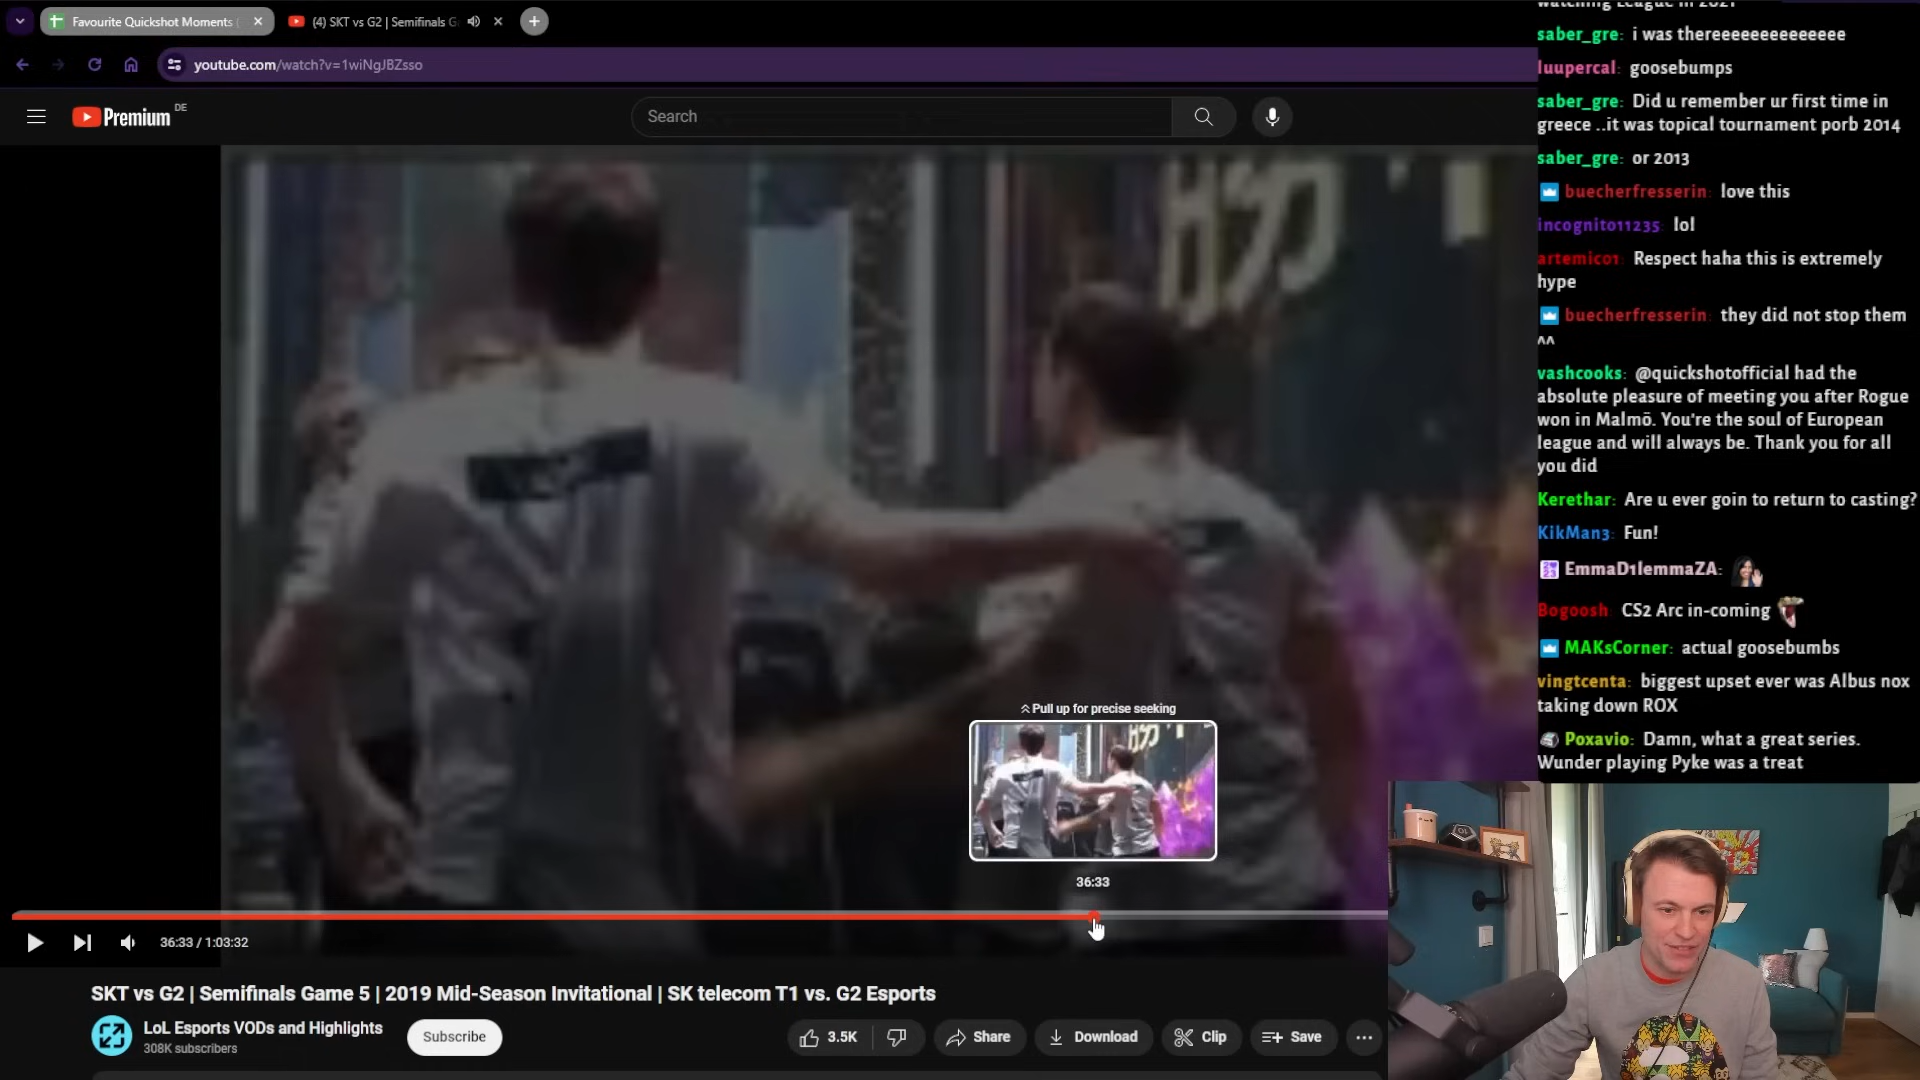 Favourite Quickshot Moments
(4) SKT vs G2 | Semifinals G
youtube.com/watch?v=1wiNgJBZsso
Premium DE
Search
Pull up for precise seeking
36:33
36:33 / 1:03:32
SKT vs G2 | Semifinals Game 5 | 2019 Mid-Season Invitational | SK telecom T1 vs. G2 Esports
LoL Esports VODs and Highlights
308K subscribers
Subscribe
3.5K
Share
Download
Clip
Save
watching League in 2021
saber_gre: i was thereeeeeeeeeeeeee
luupercal: goosebumps
saber_gre: Did u remember ur first time in
greece ..it was topical tournament porb 2014
saber_gre: or 2013
buecherfresserin: love this
incognito11235: lol
artemico1: Respect haha this is extremely
hype
buecherfresserin: they did not stop them
^^
vashcooks: @quickshotofficial had the
absolute pleasure of meeting you after Rogue
won in Malmö. You're the soul of European
league and will always be. Thank you for all
you did
Kerethar: Are u ever goin to return to casting?
KikMan3: Fun!
EmmaD1lemmaZA:
Bogoosh: CS2 Arc in-coming
MAKsCorner: actual goosebumbs
vingtcenta: biggest upset ever was Albus nox
taking down ROX
Poxavio: Damn, what a great series.
Wunder playing Pyke was a treat